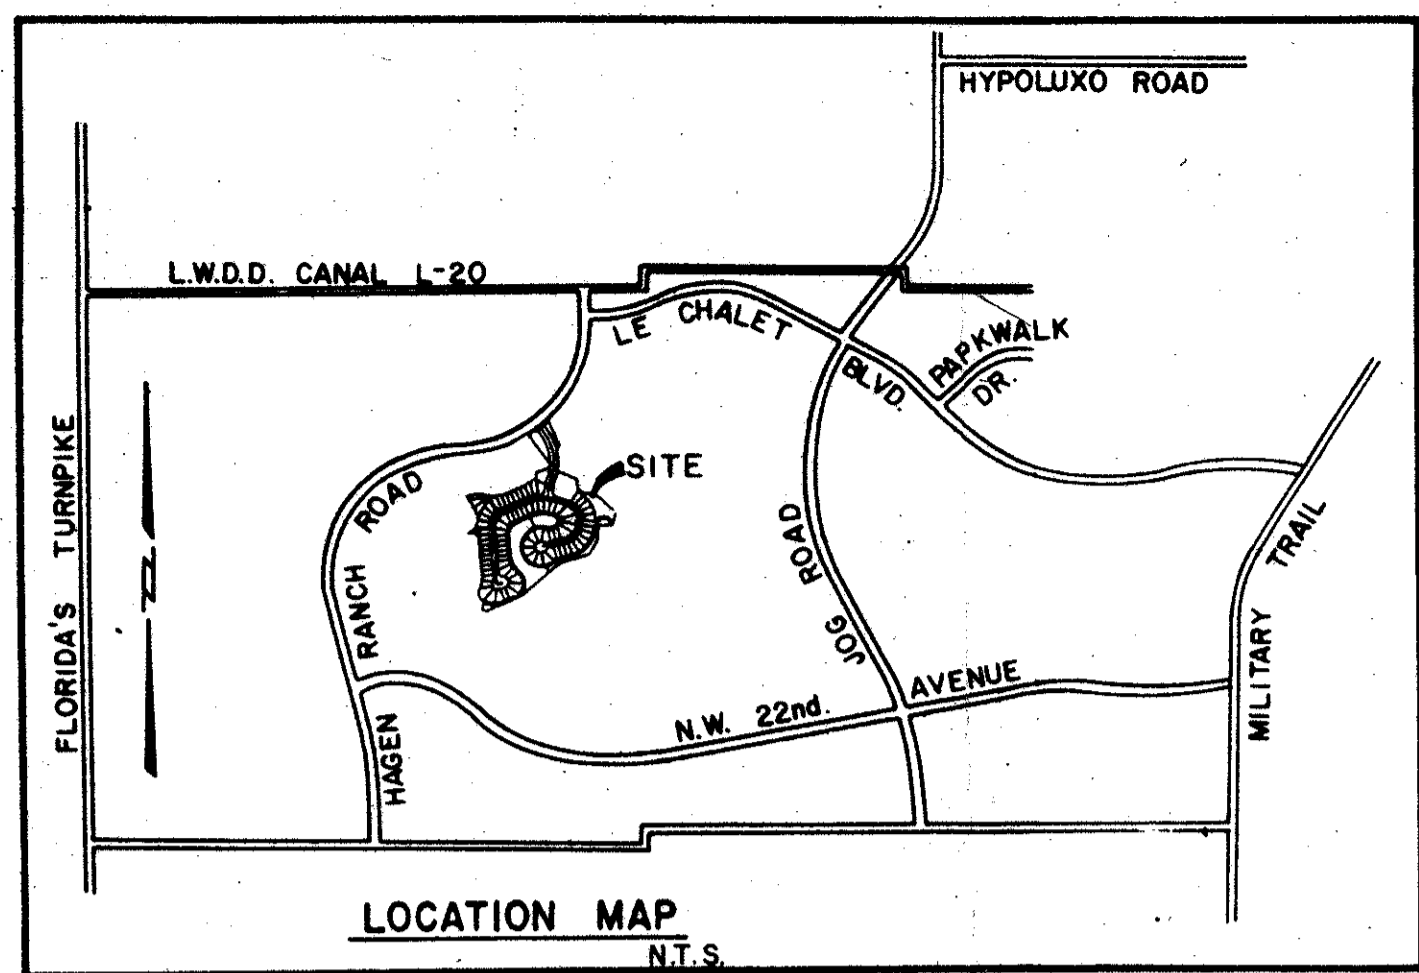 HYPOLUXO ROAD
L.W.D.D. CANAL L-20
LE CHALET BLVD.
PAPKWALK
DR.
FLORIDA'S TURNPIKE
N
SITE
HAGEN RANCH ROAD
JOG ROAD
MILITARY TRAIL
N.W. 22nd. AVENUE
LOCATION MAP
N.T.S.